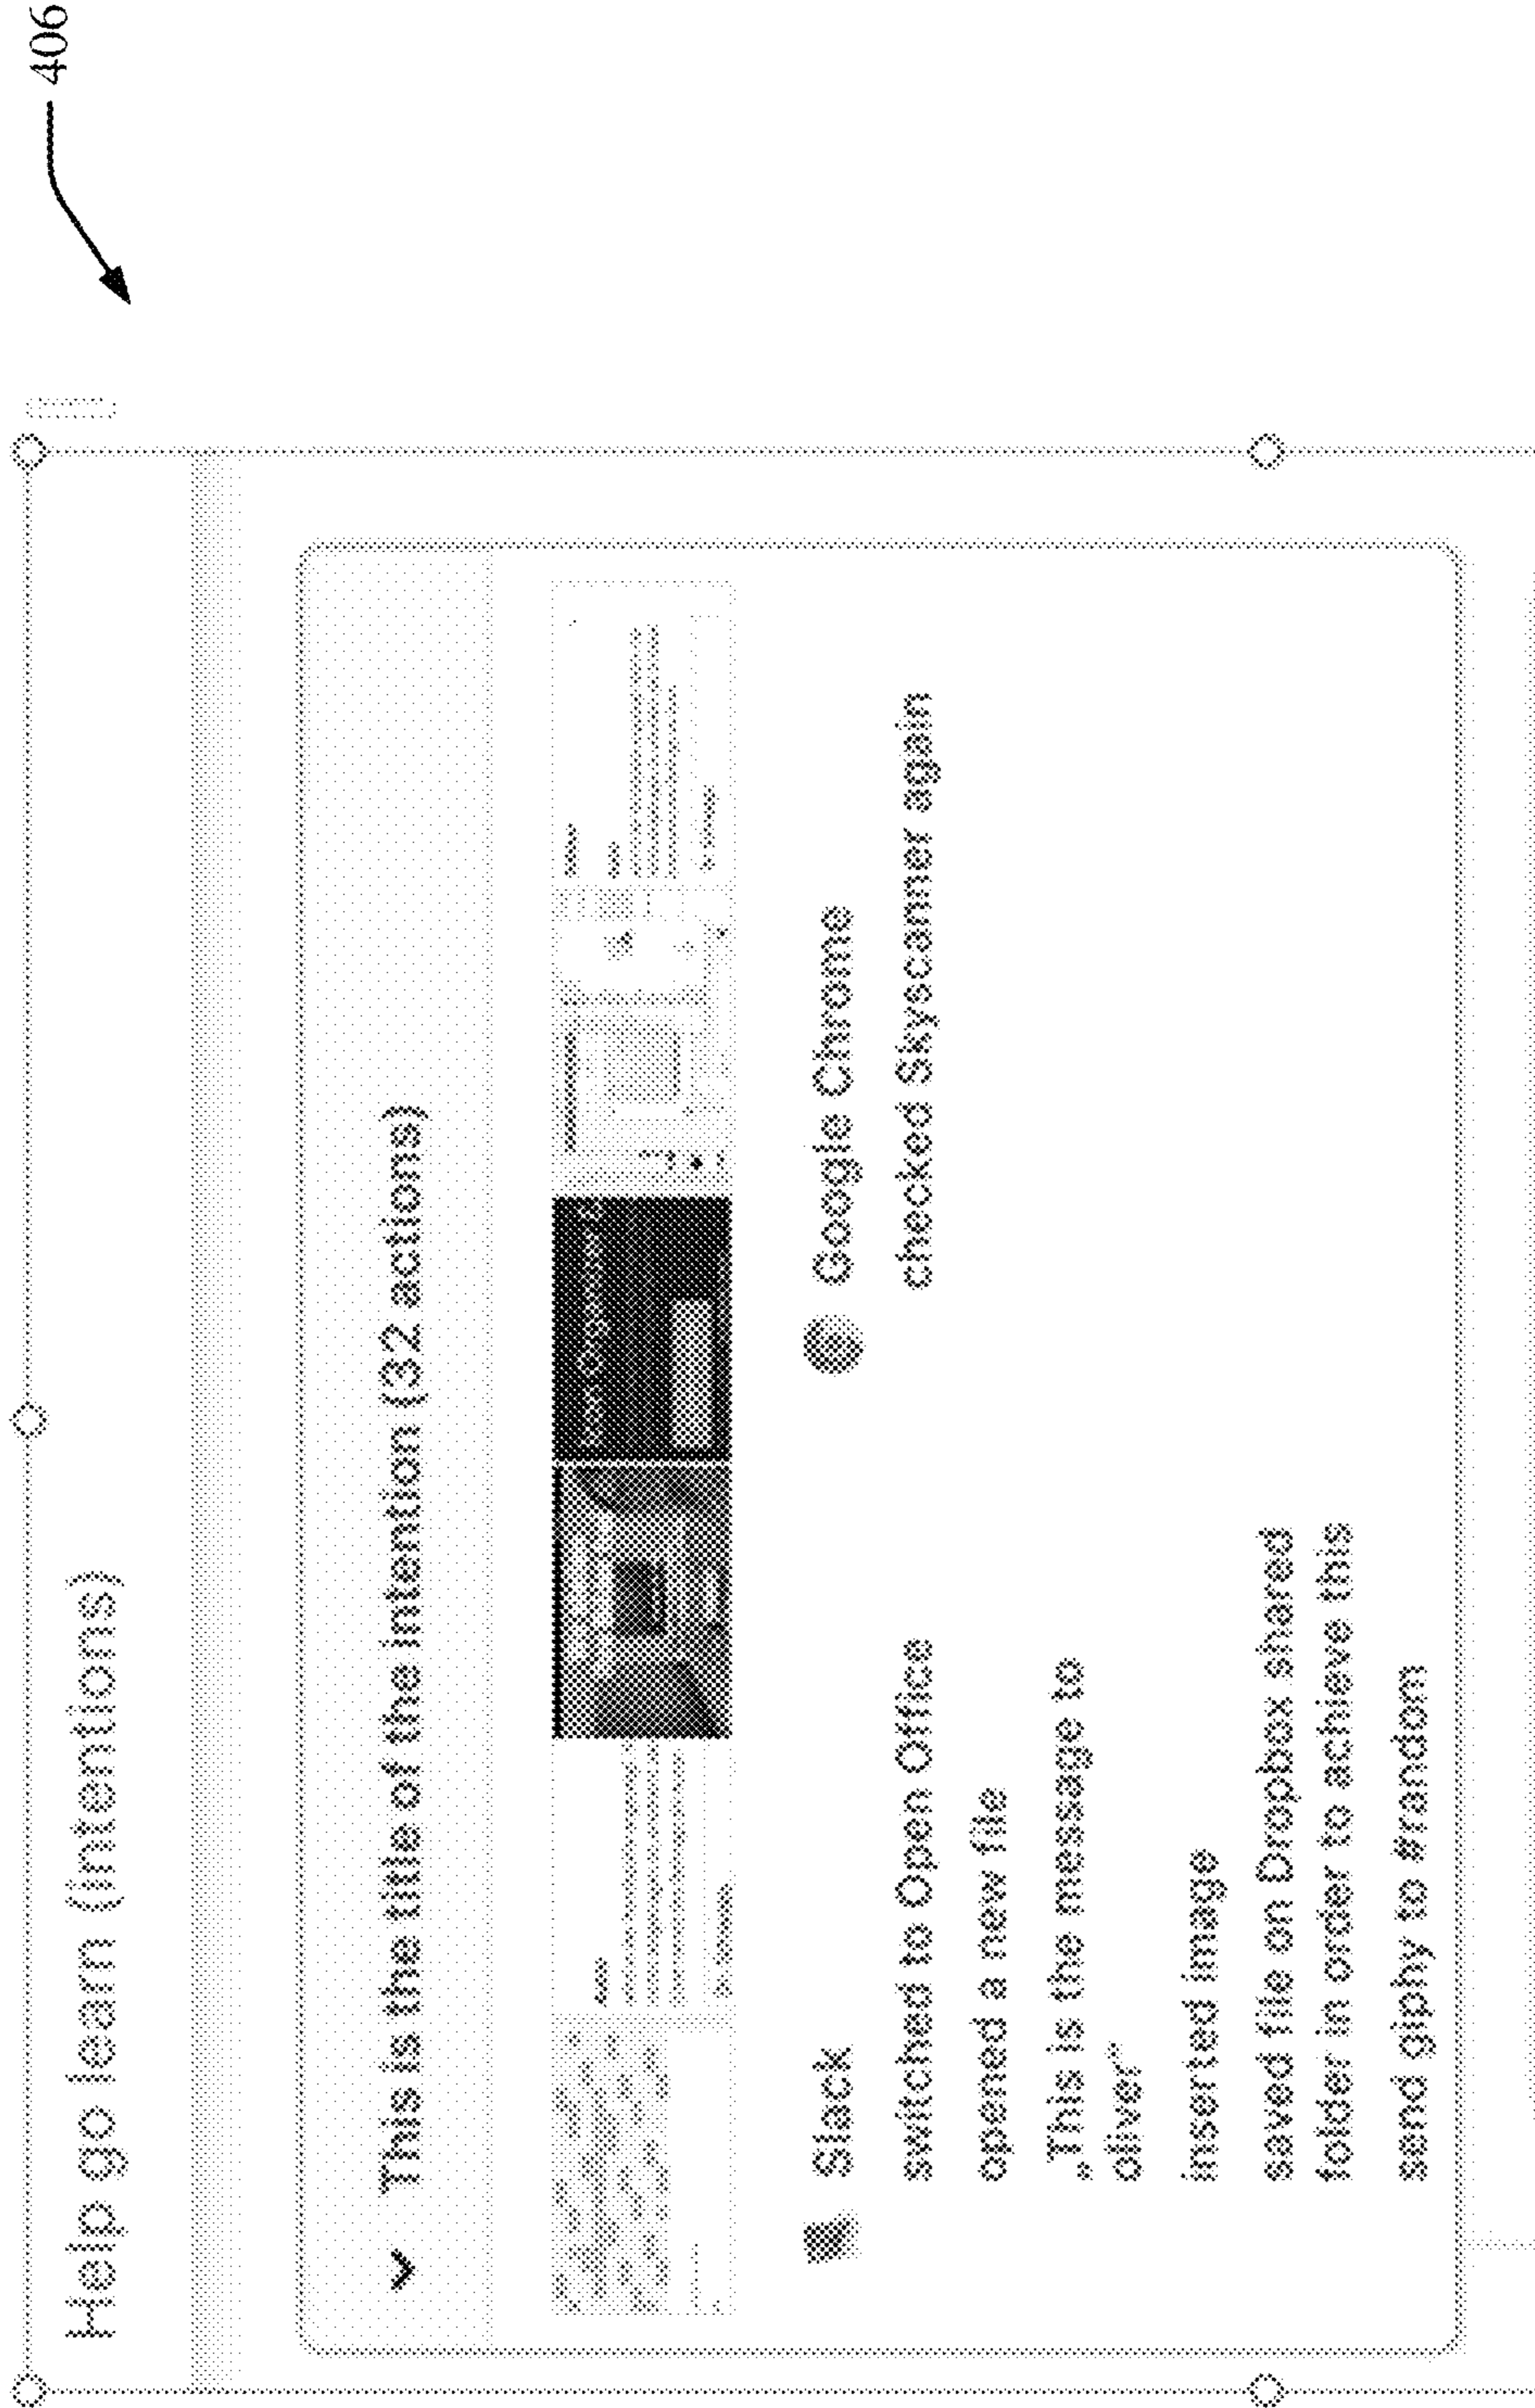 406
Help go learn (intentions)
This is the title of the intention (32 actions)
Slack
switched to Open Office
opened a new file
„This is the message to
oliver“
inserted image
saved file on Dropbox shared
folder in order to achieve this
send giphy to #random
Google Chrome
checked Skyscanner again